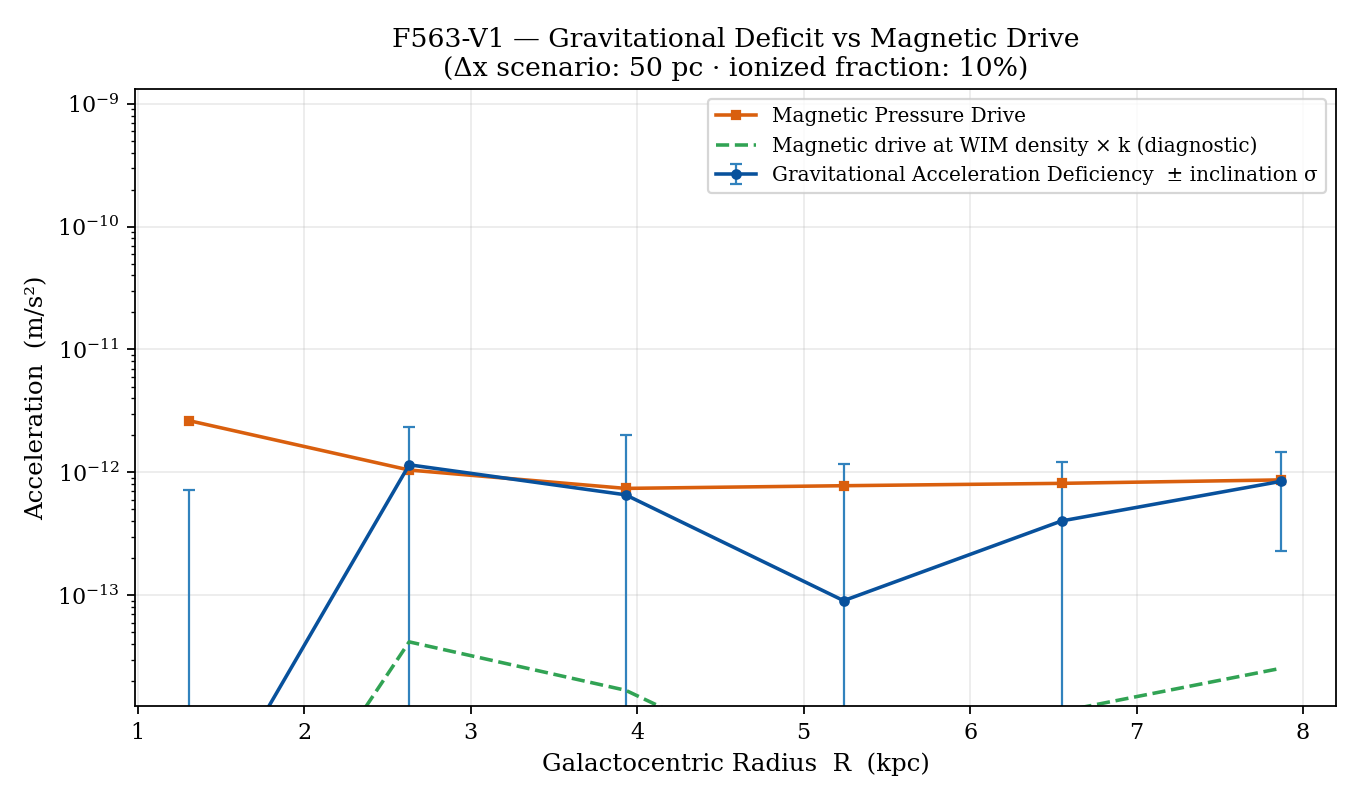 F563-V1 — Gravitational Deficit vs Magnetic Drive
(Δx scenario: 50 pc · ionized fraction: 10%)
Magnetic Pressure Drive
Magnetic drive at WIM density × k (diagnostic)
Gravitational Acceleration Deficiency ± inclination σ
Acceleration (m/s²)
10⁻⁹
10⁻¹⁰
10⁻¹¹
10⁻¹²
10⁻¹³
1 2 3 4 5 6 7 8
Galactocentric Radius R (kpc)